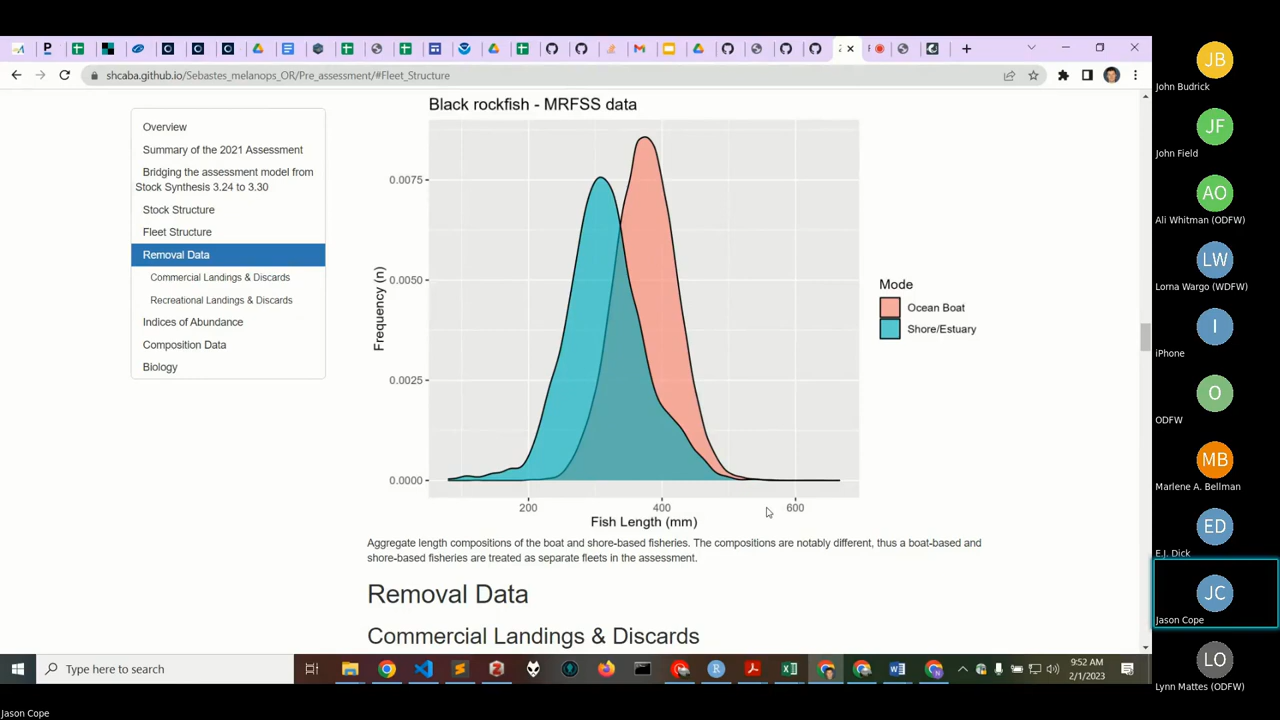 shcaba.github.io/Sebastes_melanops_OR/Pre_assessment/#Fleet_Structure
Overview
Summary of the 2021 Assessment
Bridging the assessment model from
Stock Synthesis 3.24 to 3.30
Stock Structure
Fleet Structure
Removal Data
Commercial Landings & Discards
Recreational Landings & Discards
Indices of Abundance
Composition Data
Biology
Black rockfish - MRFSS data
0.0075
0.0050
0.0025
0.0000
Frequency (n)
200
400
600
Fish Length (mm)
Mode
Ocean Boat
Shore/Estuary
Aggregate length compositions of the boat and shore-based fisheries. The compositions are notably different, thus a boat-based and
shore-based fisheries are treated as separate fleets in the assessment.
Removal Data
Commercial Landings & Discards
JB
John Budrick
JF
John Field
AO
Ali Whitman (ODFW)
LW
Lorna Wargo (WDFW)
I
iPhone
O
ODFW
MB
Marlene A. Bellman
ED
E.J. Dick
JC
Jason Cope
LO
Lynn Mattes (ODFW)
Type here to search
9:52 AM
2/1/2023
Jason Cope